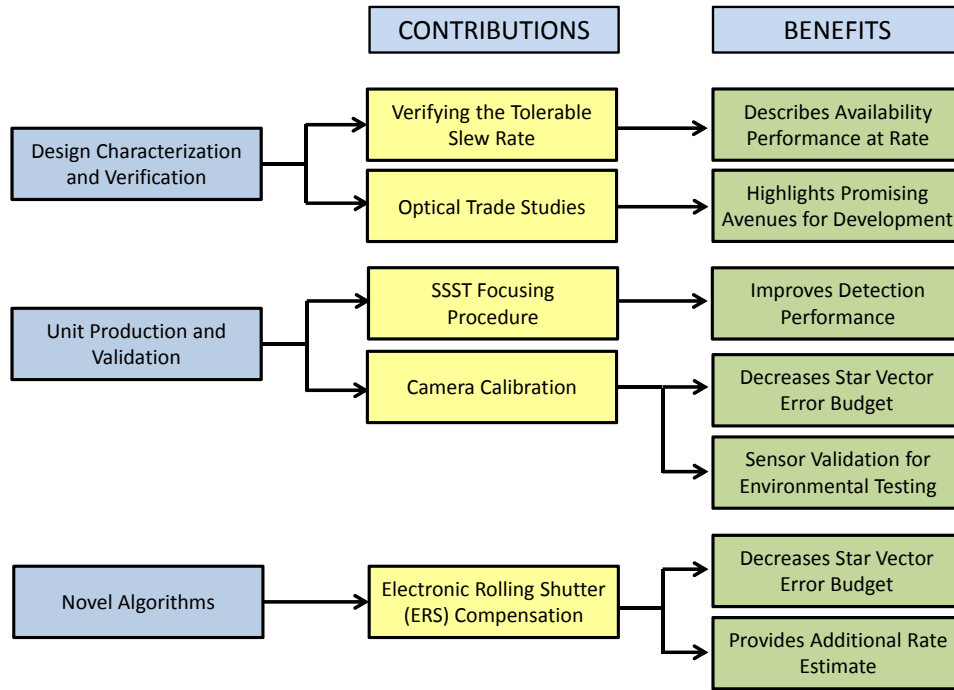 CONTRIBUTIONS
BENEFITS
Design Characterization
and Verification
Verifying the Tolerable
Slew Rate
Describes Availability
Performance at Rate
Optical Trade Studies
Highlights Promising
Avenues for Development
Unit Production and
Validation
SSST Focusing
Procedure
Improves Detection
Performance
Camera Calibration
Decreases Star Vector
Error Budget
Sensor Validation for
Environmental Testing
Novel Algorithms
Electronic Rolling Shutter
(ERS) Compensation
Decreases Star Vector
Error Budget
Provides Additional Rate
Estimate